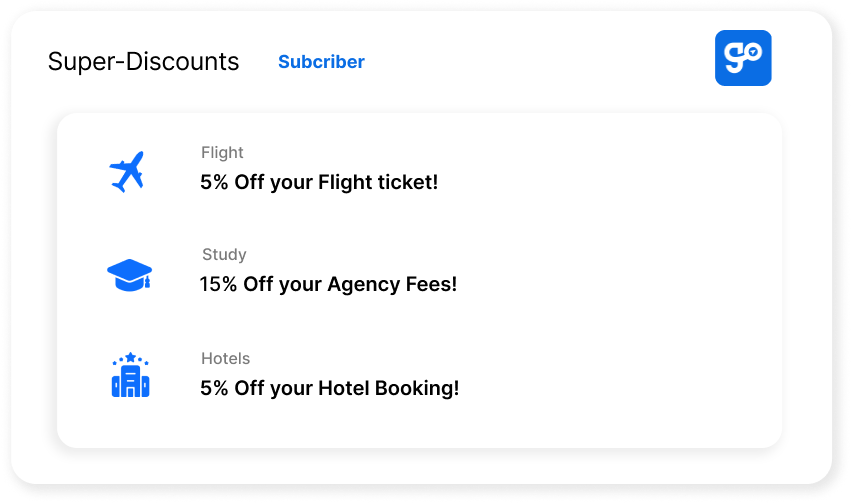 Super-Discounts Subcriber
go
Flight
5% Off your Flight ticket!
Study
15% Off your Agency Fees!
Hotels
5% Off your Hotel Booking!